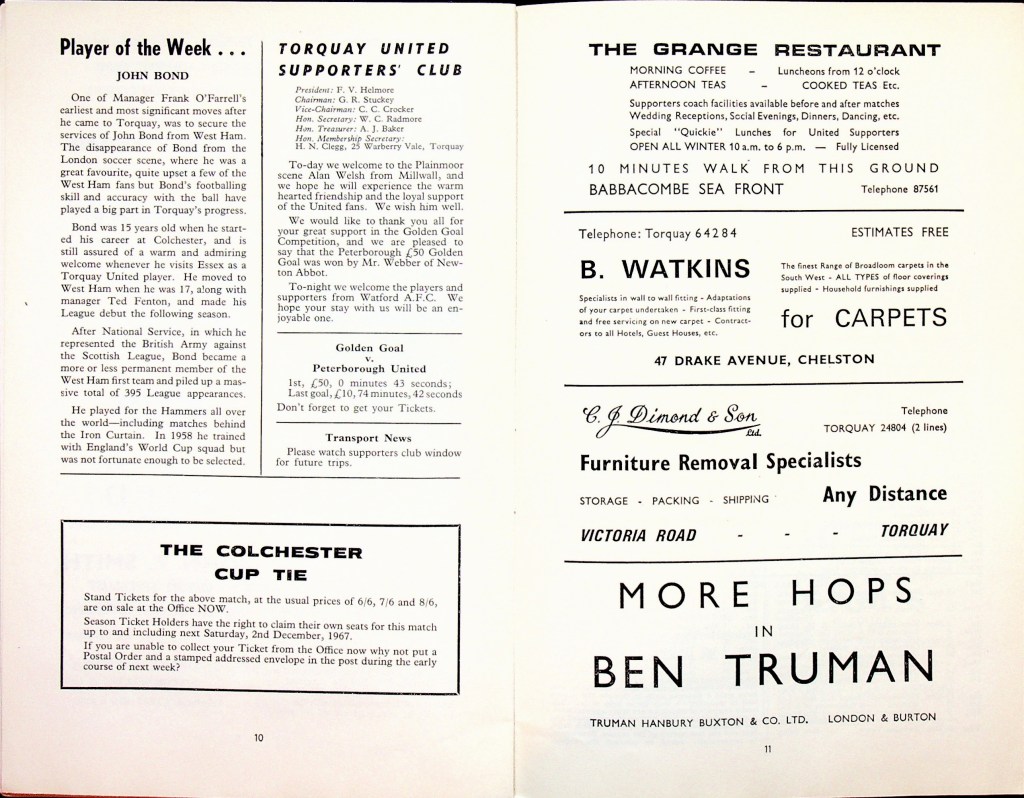 Player of the Week . . .
JOHN BOND
One of Manager Frank O'Farrell's
earliest and most significant moves after
he came to Torquay, was to secure the
services of John Bond from West Ham.
The disappearance of Bond from the
London soccer scene, where he was a
great favourite, quite upset a few of the
West Ham fans but Bond's footballing
skill and accuracy with the ball have
played a big part in Torquay's progress.
Bond was 15 years old when he start-
ed his career at Colchester, and is
still assured of a warm and admiring
welcome whenever he visits Essex as a
Torquay United player. He moved to
West Ham when he was 17, along with
manager Ted Fenton, and made his
League debut the following season.
After National Service, in which he
represented the British Army against
the Scottish League, Bond became a
more or less permanent member of the
West Ham first team and piled up a mas-
sive total of 395 League appearances.
He played for the Hammers all over
the world—including matches behind
the Iron Curtain. In 1958 he trained
with England's World Cup squad but
was not fortunate enough to be selected.
TORQUAY UNITED
SUPPORTERS' CLUB
President: F. V. Helmore
Chairman: G. R. Stuckey
Vice-Chairman: C. C. Crocker
Hon. Secretary: W. C. Radmore
Hon. Treasurer: A. J. Baker
Hon. Membership Secretary:
H. N. Clegg, 25 Warberry Vale, Torquay
To-day we welcome to the Plainmoor
scene Alan Welsh from Millwall, and
we hope he will experience the warm
hearted friendship and the loyal support
of the United fans. We wish him well.
We would like to thank you all for
your great support in the Golden Goal
Competition, and we are pleased to
say that the Peterborough £50 Golden
Goal was won by Mr. Webber of New-
ton Abbot.
To-night we welcome the players and
supporters from Watford A.F.C. We
hope your stay with us will be an en-
joyable one.
Golden Goal
v.
Peterborough United
1st, £50, 0 minutes 43 seconds;
Last goal, £10, 74 minutes, 42 seconds
Don't forget to get your Tickets.
Transport News
Please watch supporters club window
for future trips.
THE COLCHESTER
CUP TIE
Stand Tickets for the above match, at the usual prices of 6/6, 7/6 and 8/6,
are on sale at the Office NOW.
Season Ticket Holders have the right to claim their own seats for this match
up to and including next Saturday, 2nd December, 1967.
If you are unable to collect your Ticket from the Office now why not put a
Postal Order and a stamped addressed envelope in the post during the early
course of next week?
10
THE GRANGE RESTAURANT
MORNING COFFEE – Luncheons from 12 o'clock
AFTERNOON TEAS – COOKED TEAS Etc.
Supporters coach facilities available before and after matches
Wedding Receptions, Social Evenings, Dinners, Dancing, etc.
Special "Quickie" Lunches for United Supporters
OPEN ALL WINTER 10 a.m. to 6 p.m. — Fully Licensed
10 MINUTES WALK FROM THIS GROUND
BABBACOMBE SEA FRONT Telephone 87561
Telephone: Torquay 64284 ESTIMATES FREE
B. WATKINS
Specialists in wall to wall fitting - Adaptations
of your carpet undertaken - First-class fitting
and free servicing on new carpet - Contract-
ors to all Hotels, Guest Houses, etc.
The finest Range of Broadloom carpets in the
South West - ALL TYPES of floor coverings
supplied - Household furnishings supplied
for CARPETS
47 DRAKE AVENUE, CHELSTON
C. J. Dimond & Son
Ltd.
Telephone
TORQUAY 24804 (2 lines)
Furniture Removal Specialists
STORAGE - PACKING - SHIPPING Any Distance
VICTORIA ROAD - - - TORQUAY
MORE HOPS
IN
BEN TRUMAN
TRUMAN HANBURY BUXTON & CO. LTD. LONDON & BURTON
11